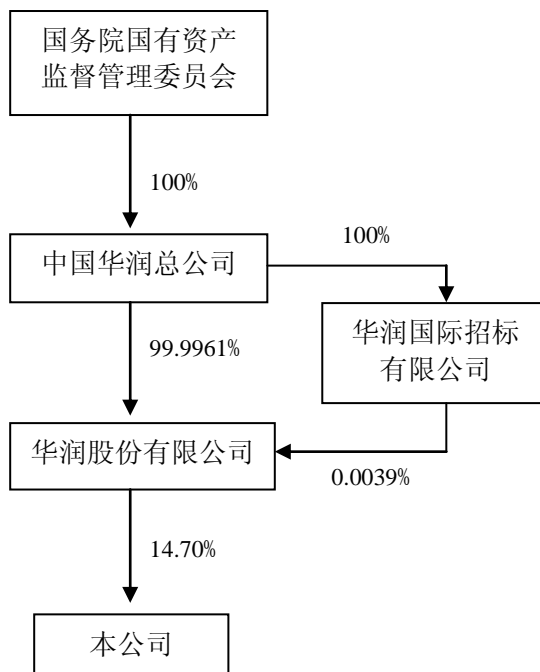 国务院国有资产
监督管理委员会
100%
中国华润总公司
100%
华润国际招标
有限公司
99.9961%
华润股份有限公司
0.0039%
14.70%
本公司